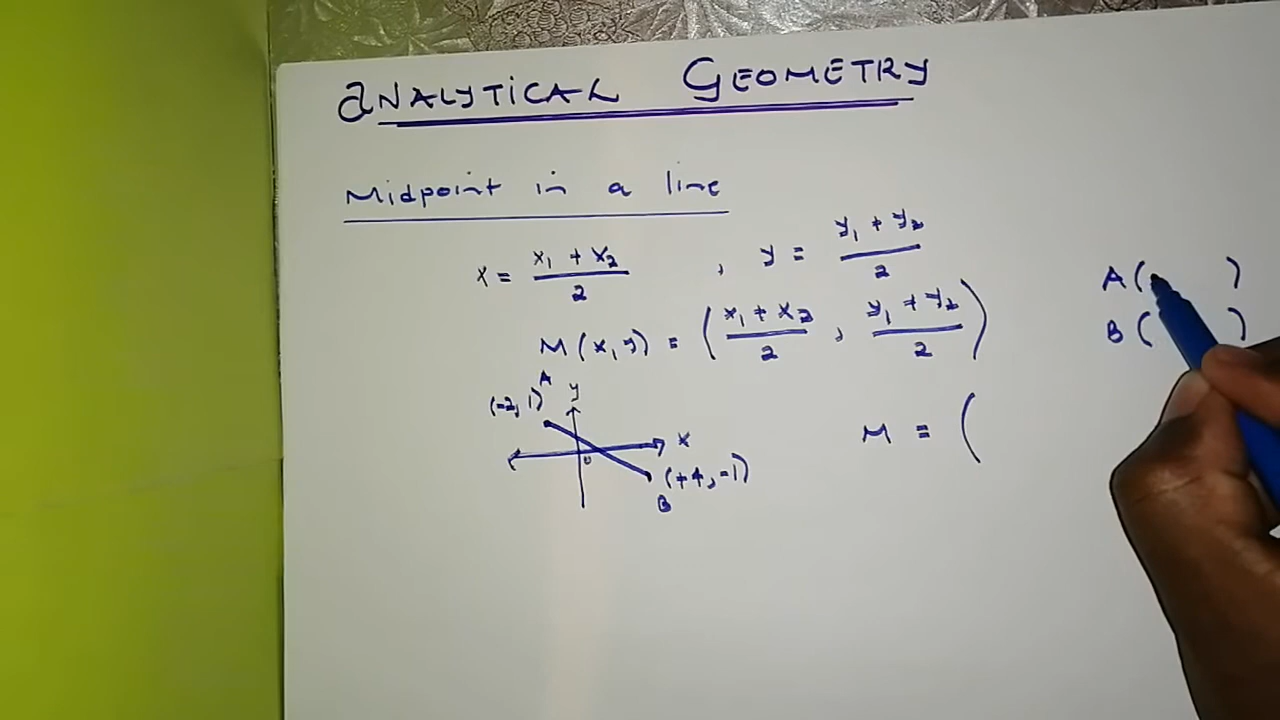 ANALYTICAL GEOMETRY
Midpoint in a line
x = x₁ + x₂ / 2 , y = y₁ + y₂ / 2
M(x, y) = (x₁ + x₂ / 2 , y₁ + y₂ / 2)
A(      )
B(      )
(-2, 1) A y
x
0
(+4, -1)
B
M = (